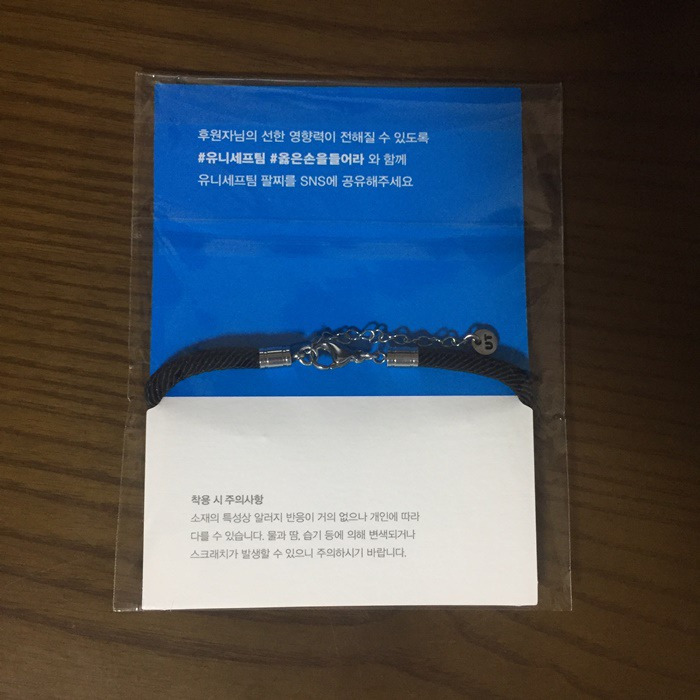 후원자님의 선한 영향력이 전해질 수 있도록
#유니세프팀 #옳은손을들어라 와 함께
유니세프팀 팔찌를 SNS에 공유해주세요
UT
착용 시 주의사항
소재의 특성상 알러지 반응이 거의 없으나 개인에 따라
다를 수 있습니다. 물과 땀, 습기 등에 의해 변색되거나
스크래치가 발생할 수 있으니 주의하시기 바랍니다.